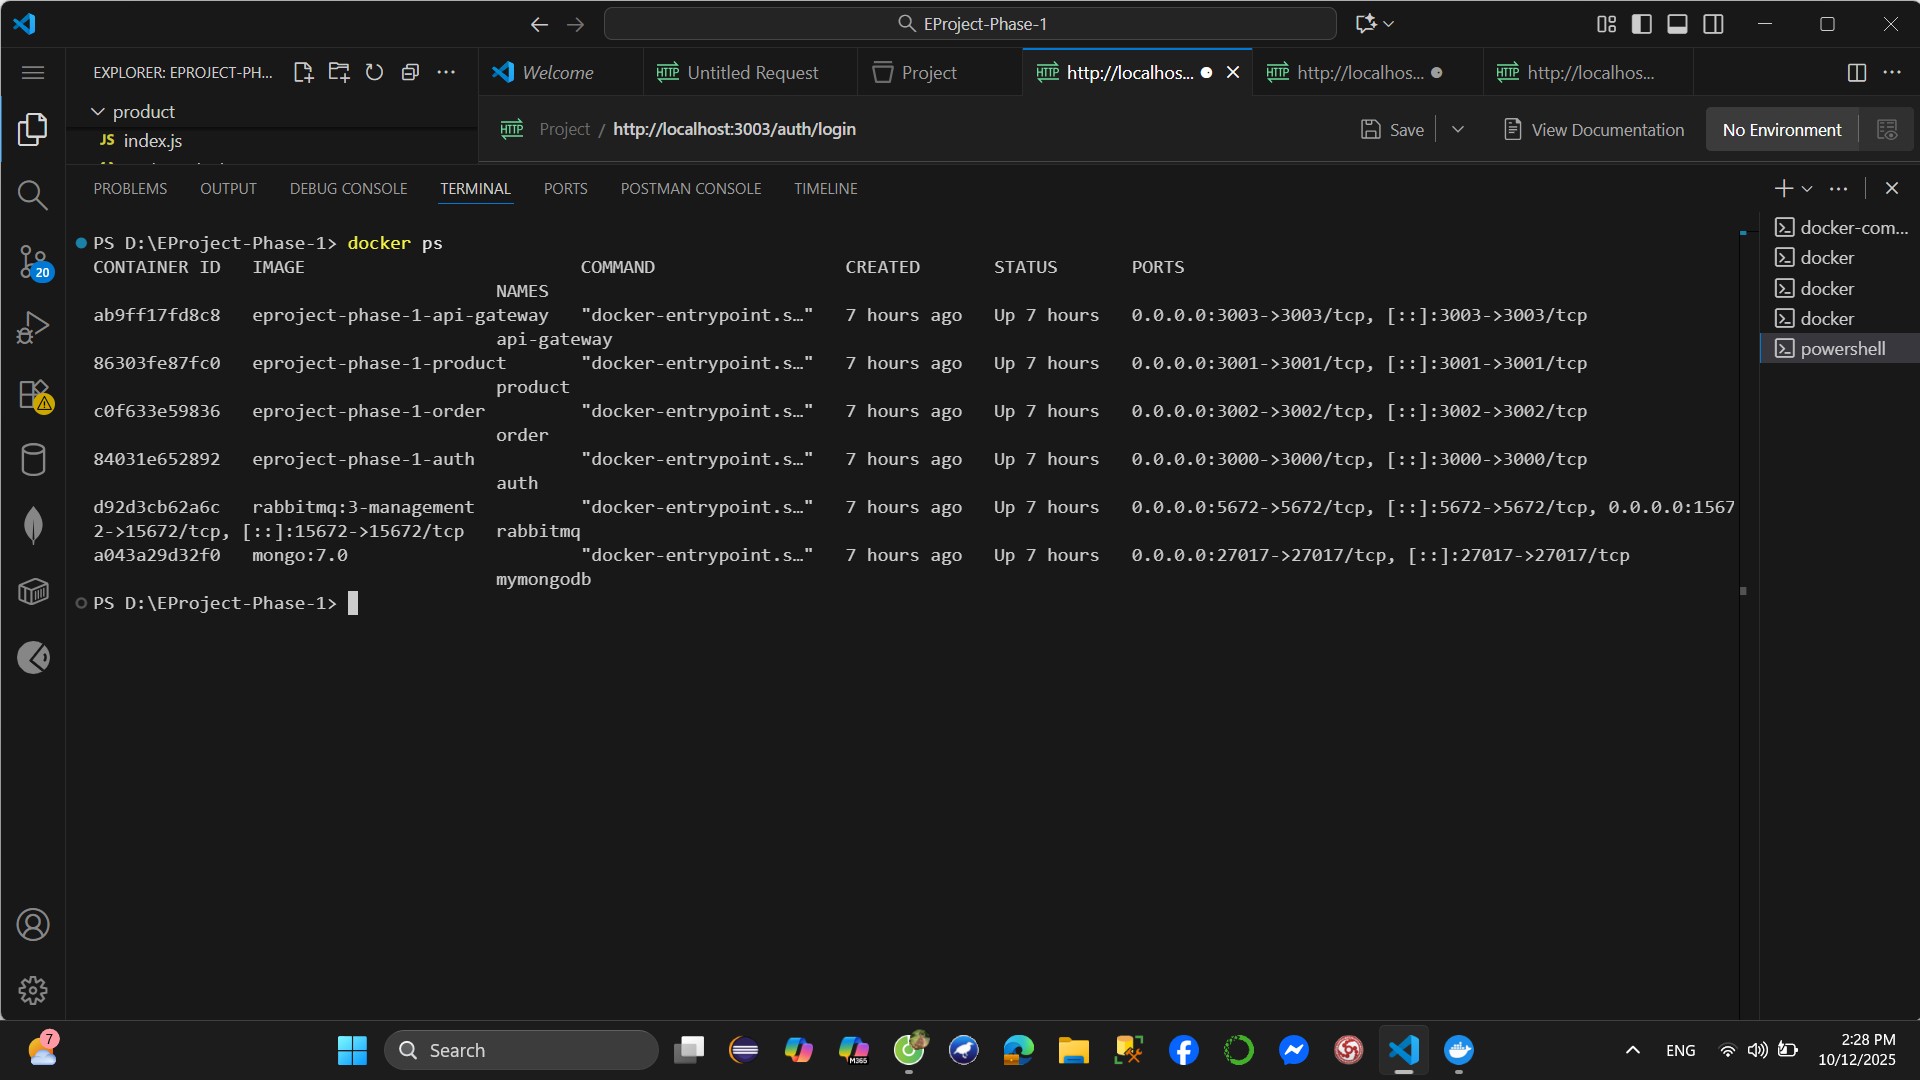 EProject-Phase-1
EXPLORER: EPROJECT-PH...
Welcome
Untitled Request
Project
http://localhos...
http://localhos...
http://localhos...
product
JS index.js
HTTP Project / http://localhost:3003/auth/login
Save
View Documentation
No Environment
PROBLEMS OUTPUT DEBUG CONSOLE TERMINAL PORTS POSTMAN CONSOLE TIMELINE
PS D:\EProject-Phase-1> docker ps
CONTAINER ID IMAGE COMMAND CREATED STATUS PORTS
NAMES
ab9ff17fd8c8 eproject-phase-1-api-gateway "docker-entrypoint.s…" 7 hours ago Up 7 hours 0.0.0.0:3003->3003/tcp, [::]:3003->3003/tcp
api-gateway
86303fe87fc0 eproject-phase-1-product "docker-entrypoint.s…" 7 hours ago Up 7 hours 0.0.0.0:3001->3001/tcp, [::]:3001->3001/tcp
product
c0f633e59836 eproject-phase-1-order "docker-entrypoint.s…" 7 hours ago Up 7 hours 0.0.0.0:3002->3002/tcp, [::]:3002->3002/tcp
order
84031e652892 eproject-phase-1-auth "docker-entrypoint.s…" 7 hours ago Up 7 hours 0.0.0.0:3000->3000/tcp, [::]:3000->3000/tcp
auth
d92d3cb62a6c rabbitmq:3-management "docker-entrypoint.s…" 7 hours ago Up 7 hours 0.0.0.0:5672->5672/tcp, [::]:5672->5672/tcp, 0.0.0.0:1567
2->15672/tcp, [::]:15672->15672/tcp rabbitmq
a043a29d32f0 mongo:7.0 "docker-entrypoint.s…" 7 hours ago Up 7 hours 0.0.0.0:27017->27017/tcp, [::]:27017->27017/tcp
mymongodb
PS D:\EProject-Phase-1>
docker-com...
docker
docker
docker
powershell
20
7
Search
M365
ENG
2:28 PM
10/12/2025